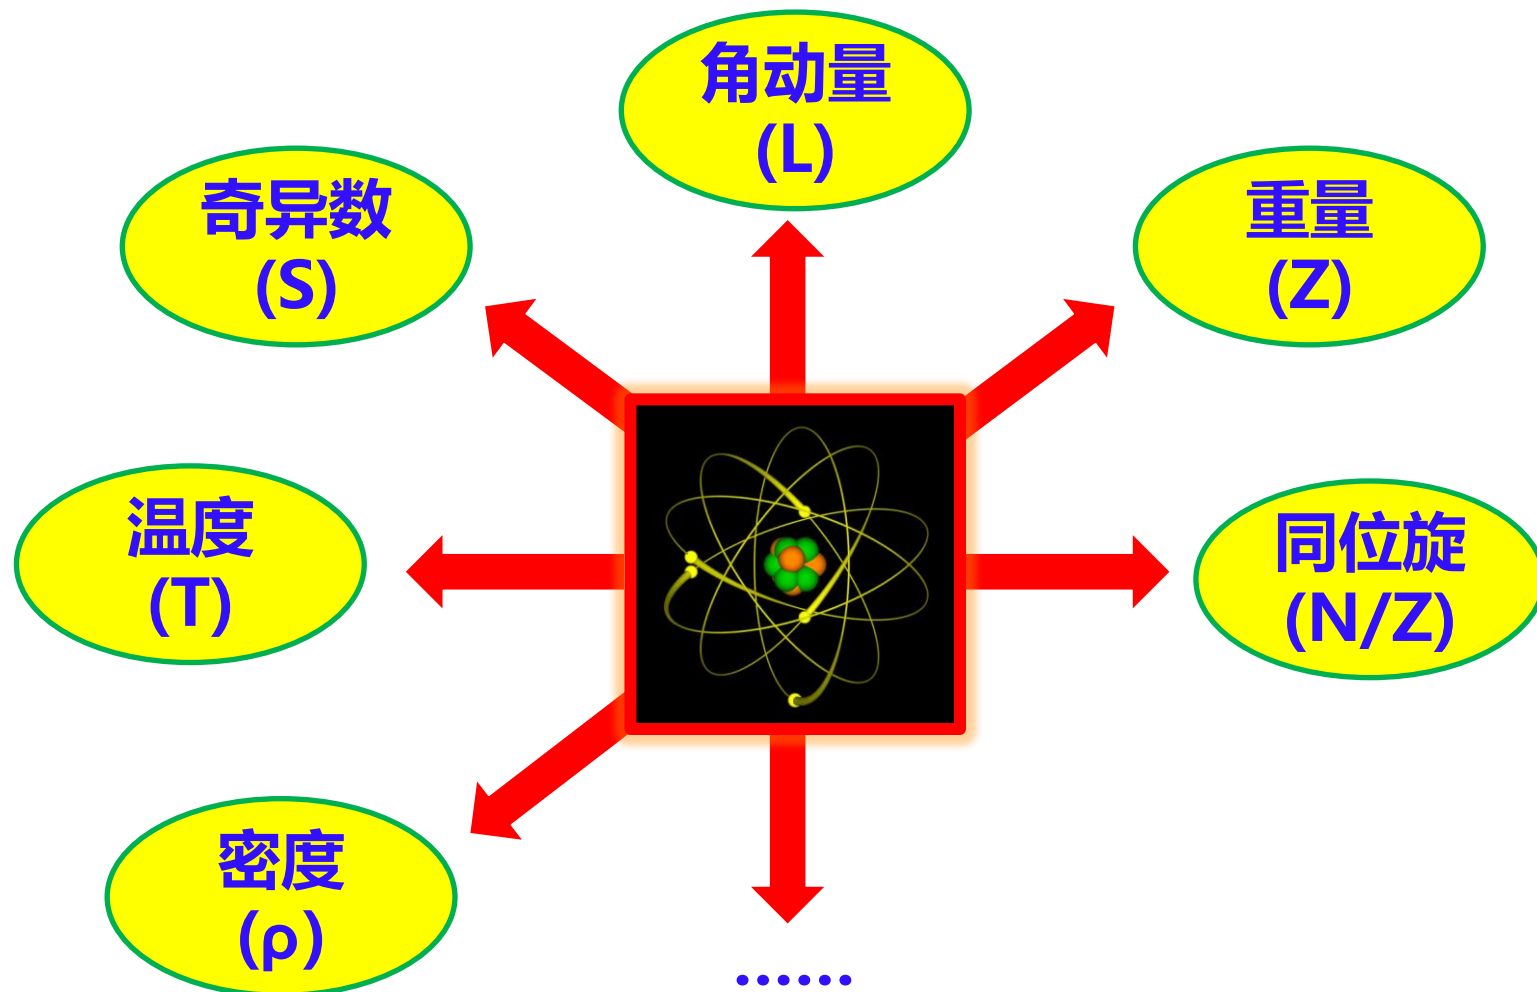 角动量
(L)
奇异数
(S)
重量
(Z)
温度
(T)
同位旋
(N/Z)
密度
(ρ)
······